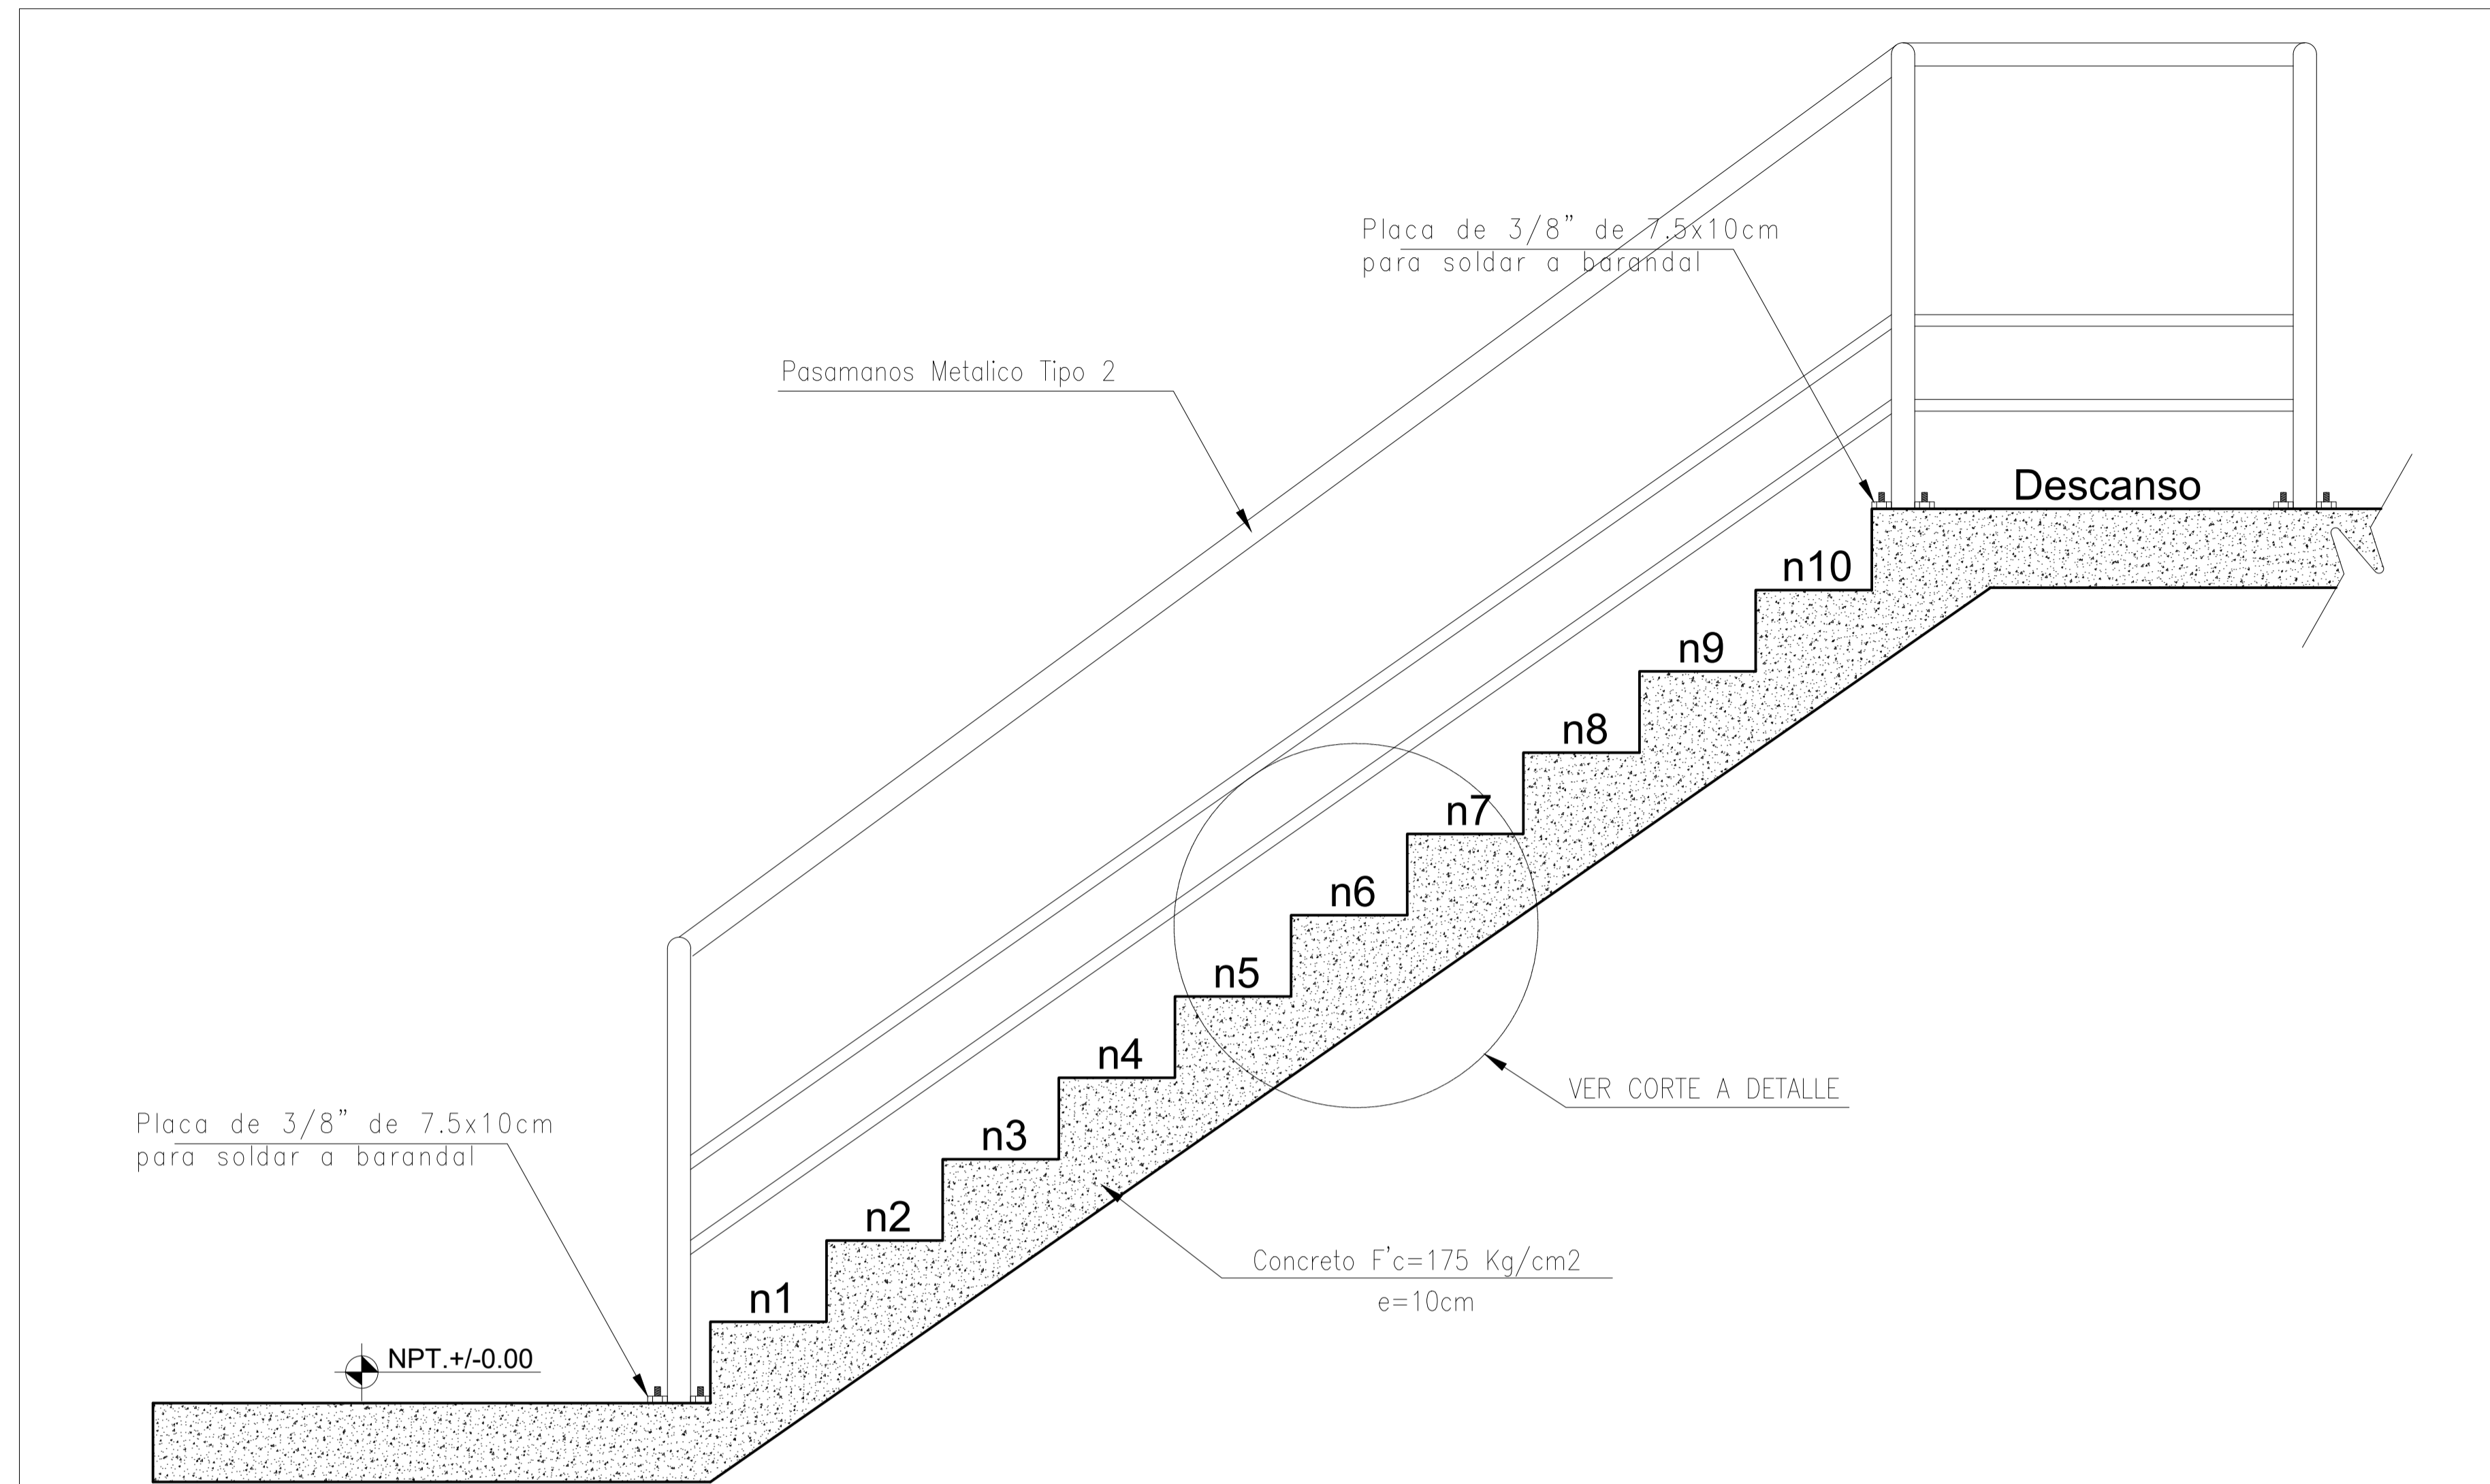 Placa de 3/8" de 7.5x10cm
para soldar a barandal
Pasamanos Metalico Tipo 2
Descanso
n10
n9
n8
n7
n6
n5
n4
n3
n2
n1
VER CORTE A DETALLE
Placa de 3/8" de 7.5x10cm
para soldar a barandal
Concreto F'c=175 Kg/cm2
e=10cm
NPT.+/-0.00